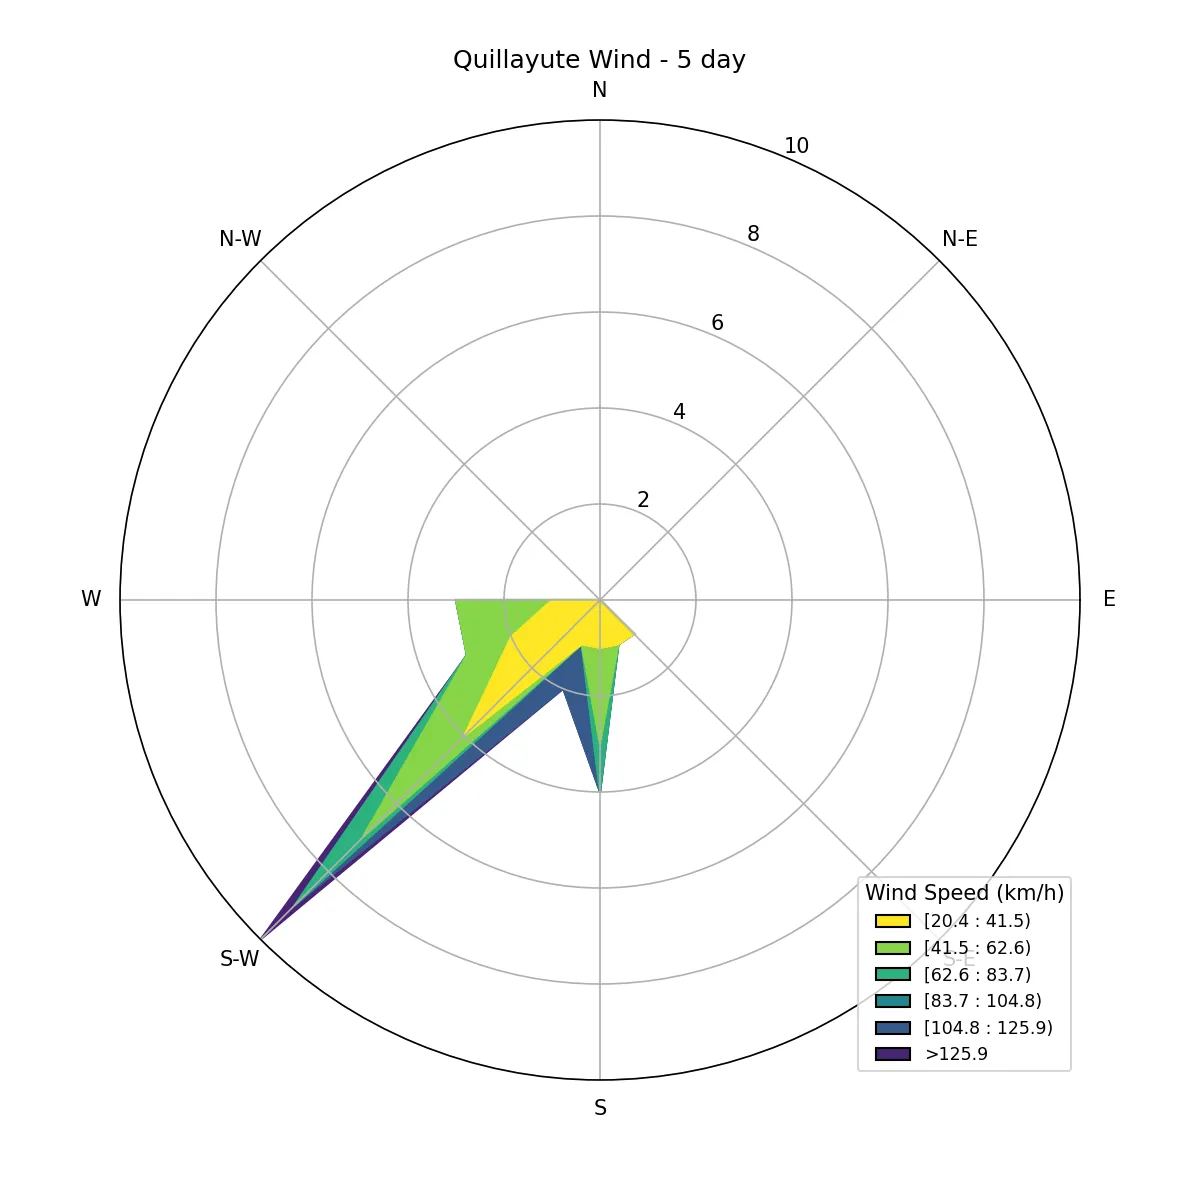 Quillayute Wind - 5 day
N
10
N-W
8
N-E
6
4
2
W
E
Wind Speed (km/h)
[20.4 : 41.5)
[41.5 : 62.6)
S-W
S-E
[62.6 : 83.7)
[83.7 : 104.8)
[104.8 : 125.9)
>125.9
S